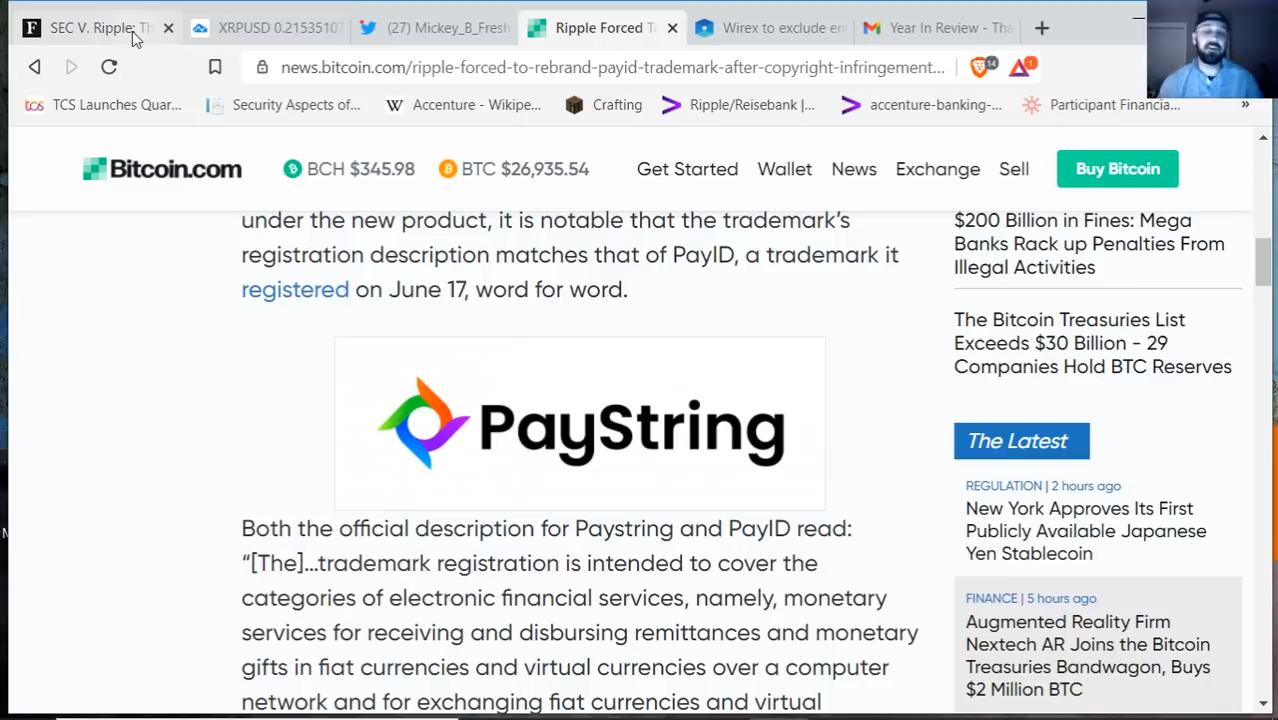 SEC V. Ripple: Th
XRPUSD 0.21535107
(27) Mickey_B_Fresh
Ripple Forced T
Wirex to exclude em
Year In Review - Tha
news.bitcoin.com/ripple-forced-to-rebrand-payid-trademark-after-copyright-infringement...
14
1
tcs TCS Launches Quar...
Security Aspects of...
W Accenture - Wikipe...
Crafting
Ripple/Reisebank |...
accenture-banking-...
Participant Financia...
»
Bitcoin.com
BCH $345.98
BTC $26,935.54
Get Started
Wallet
News
Exchange
Sell
Buy Bitcoin
under the new product, it is notable that the trademark's
registration description matches that of PayID, a trademark it
registered on June 17, word for word.
PayString
Both the official description for Paystring and PayID read:
“[The]…trademark registration is intended to cover the
categories of electronic financial services, namely, monetary
services for receiving and disbursing remittances and monetary
gifts in fiat currencies and virtual currencies over a computer
network and for exchanging fiat currencies and virtual
$200 Billion in Fines: Mega
Banks Rack up Penalties From
Illegal Activities
The Bitcoin Treasuries List
Exceeds $30 Billion - 29
Companies Hold BTC Reserves
The Latest
REGULATION | 2 hours ago
New York Approves Its First
Publicly Available Japanese
Yen Stablecoin
FINANCE | 5 hours ago
Augmented Reality Firm
Nextech AR Joins the Bitcoin
Treasuries Bandwagon, Buys
$2 Million BTC